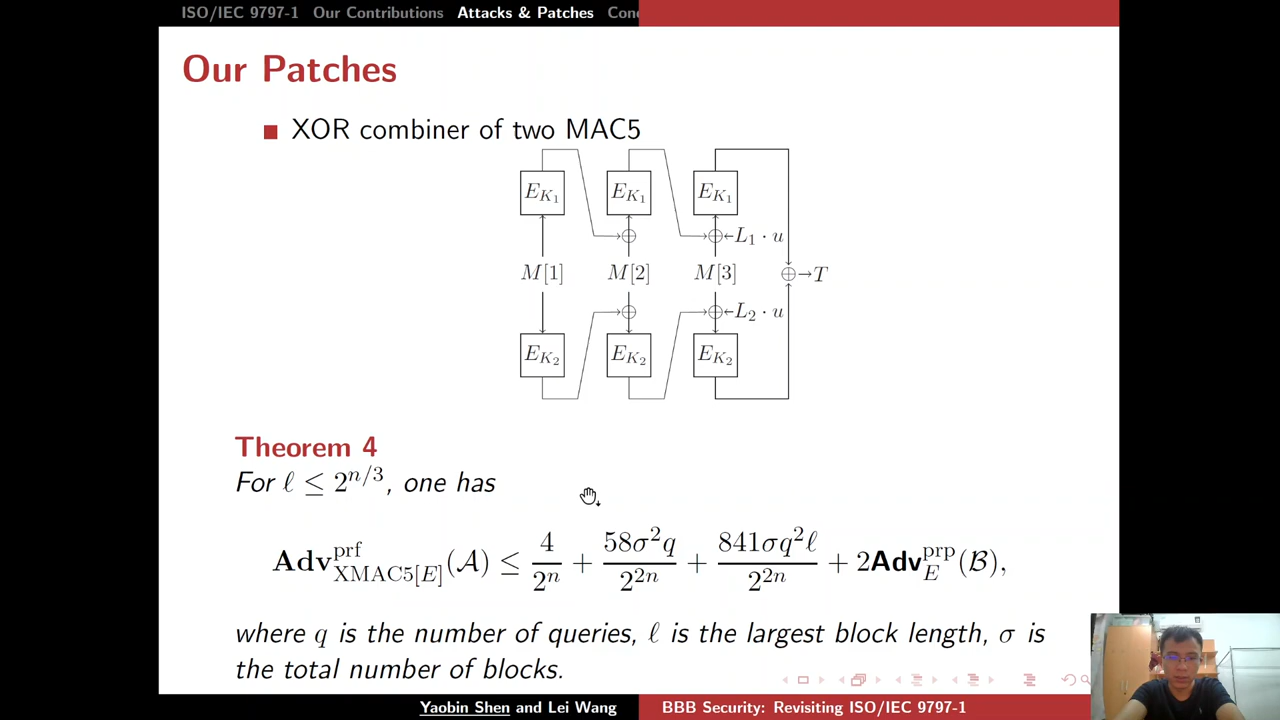 ISO/IEC 9797-1 Our Contributions Attacks & Patches Con
Our Patches
XOR combiner of two MAC5
E_{K_1} E_{K_1} E_{K_1}
⊕ ⊕ L_1 · u
M[1] M[2] M[3] ⊕ T
⊕ ⊕ L_2 · u
E_{K_2} E_{K_2} E_{K_2}
Theorem 4
For ℓ ≤ 2^{n/3}, one has
Adv^{prf}_{XMAC5[E]}(𝒜) ≤ 4/2^n + 58σ^2q/2^{2n} + 841σq^2ℓ/2^{2n} + 2Adv^{prp}_E(ℬ),
where q is the number of queries, ℓ is the largest block length, σ is
the total number of blocks.
Yaobin Shen and Lei Wang BBB Security: Revisiting ISO/IEC 9797-1